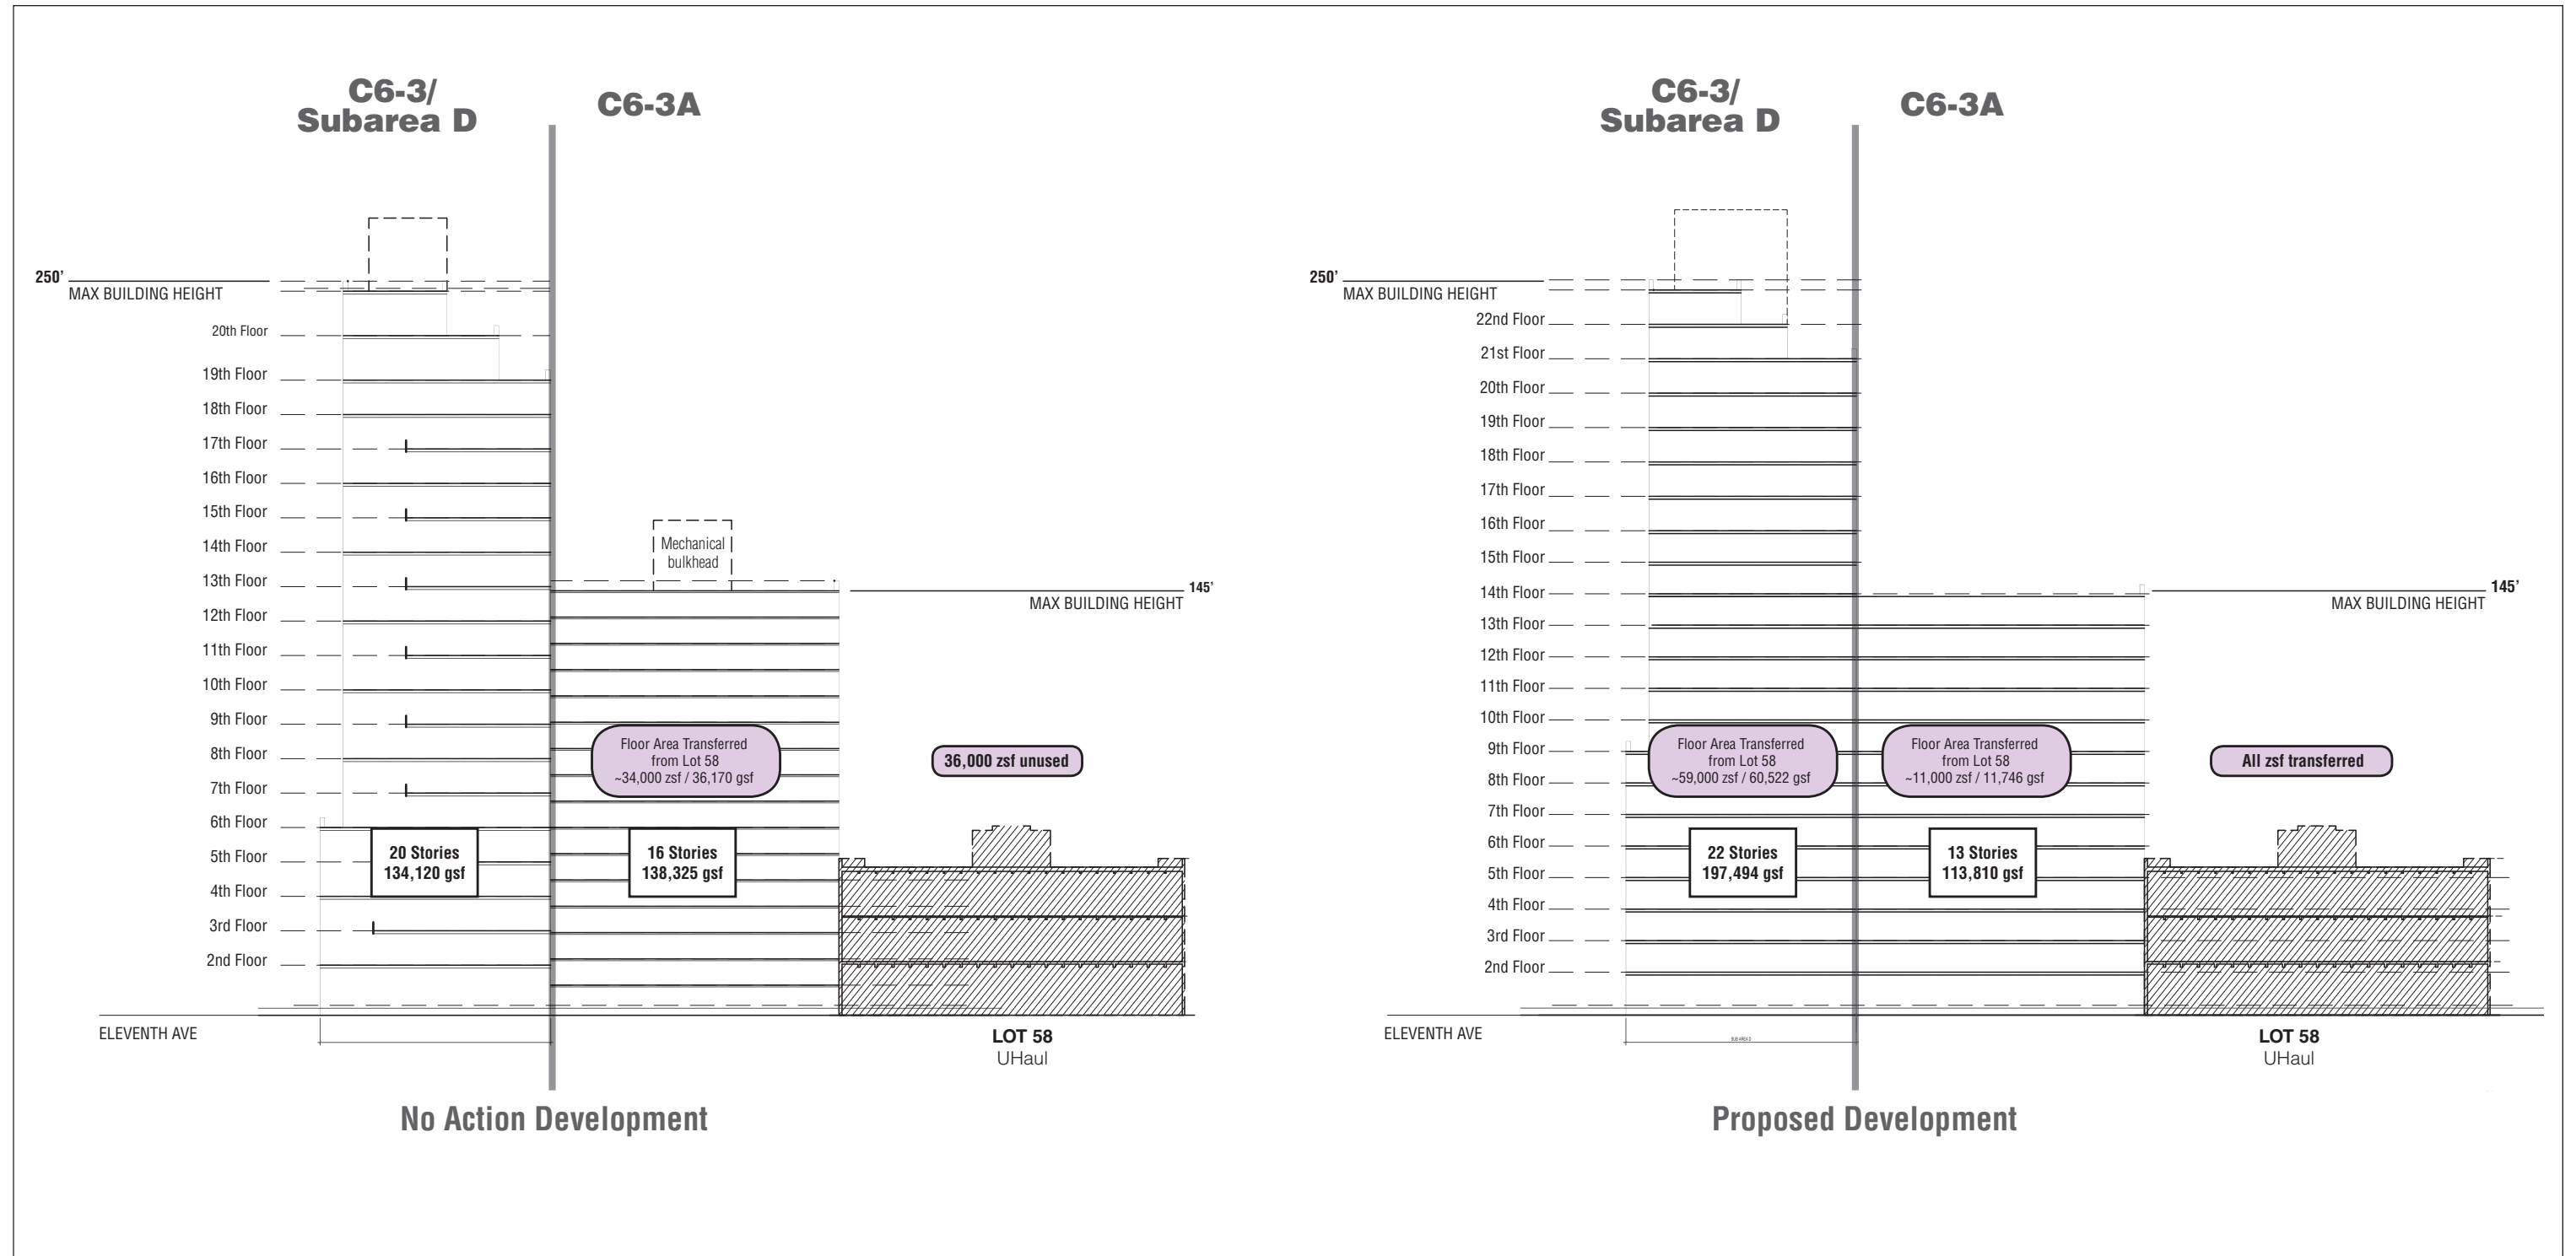 C6-3/
Subarea D
C6-3A
250’
MAX BUILDING HEIGHT
20th Floor
19th Floor
18th Floor
17th Floor
16th Floor
15th Floor
14th Floor
13th Floor
12th Floor
11th Floor
10th Floor
9th Floor
8th Floor
7th Floor
6th Floor
5th Floor
4th Floor
3rd Floor
2nd Floor
ELEVENTH AVE
Mechanical
bulkhead
145’
MAX BUILDING HEIGHT
Floor Area Transferred
from Lot 58
~34,000 zsf / 36,170 gsf
36,000 zsf unused
20 Stories
134,120 gsf
16 Stories
138,325 gsf
LOT 58
UHaul
No Action Development
C6-3/
Subarea D
C6-3A
250’
MAX BUILDING HEIGHT
22nd Floor
21st Floor
20th Floor
19th Floor
18th Floor
17th Floor
16th Floor
15th Floor
14th Floor
13th Floor
12th Floor
11th Floor
10th Floor
9th Floor
8th Floor
7th Floor
6th Floor
5th Floor
4th Floor
3rd Floor
2nd Floor
ELEVENTH AVE
145’
MAX BUILDING HEIGHT
Floor Area Transferred
from Lot 58
~59,000 zsf / 60,522 gsf
Floor Area Transferred
from Lot 58
~11,000 zsf / 11,746 gsf
All zsf transferred
22 Stories
197,494 gsf
13 Stories
113,810 gsf
SUB AREA D
LOT 58
UHaul
Proposed Development